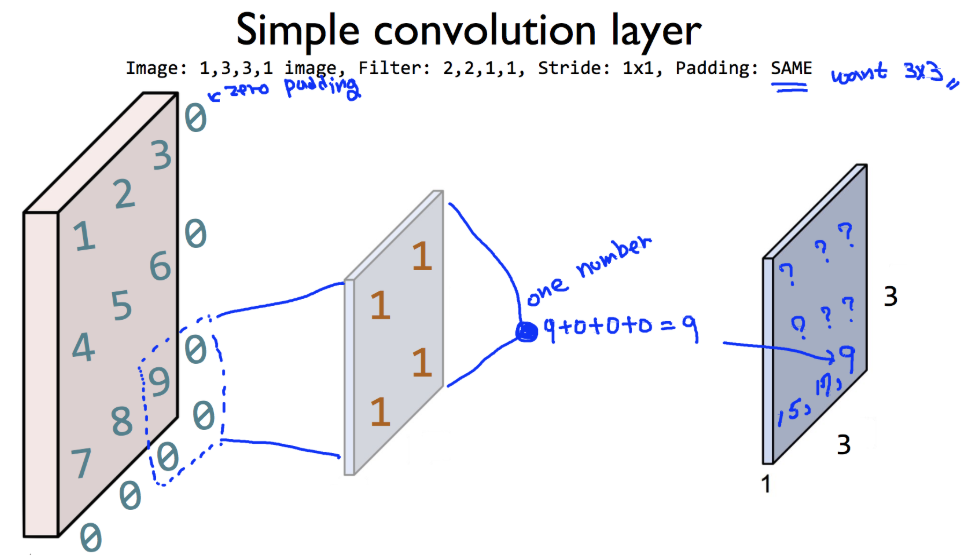 Simple convolution layer
Image: 1,3,3,1 image, Filter: 2,2,1,1, Stride: 1x1, Padding: SAME want 3x3
zero padding
1 2 3 0
4 5 6 0
7 8 9 0
0 0 0 0
1 1
1 1
one number
9+0+0+0=9
? ? ?
? ? ?
15, 17, 9
3
3
1